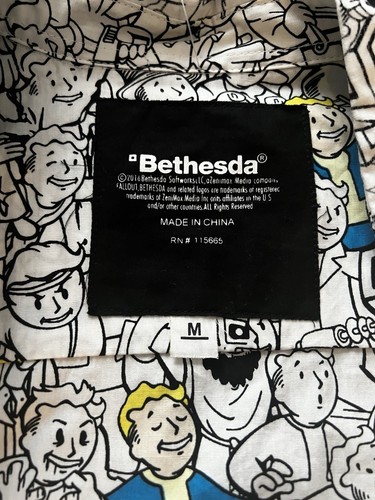 Bethesda®
©2018 Bethesda Softworks LLC, a ZeniMax Media company.
FALLOUT, BETHESDA and related logos are trademarks or registered
trademarks of ZeniMax Media Inc or its affiliates in the U S
and/or other countries. ALL Rights Reserved
MADE IN CHINA
RN# 115665
M